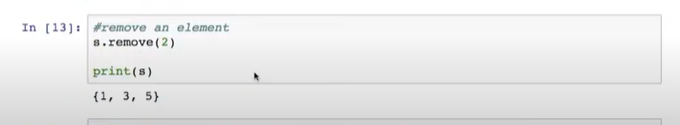 In [13]: #remove an element
s.remove(2)
print(s)
{1, 3, 5}